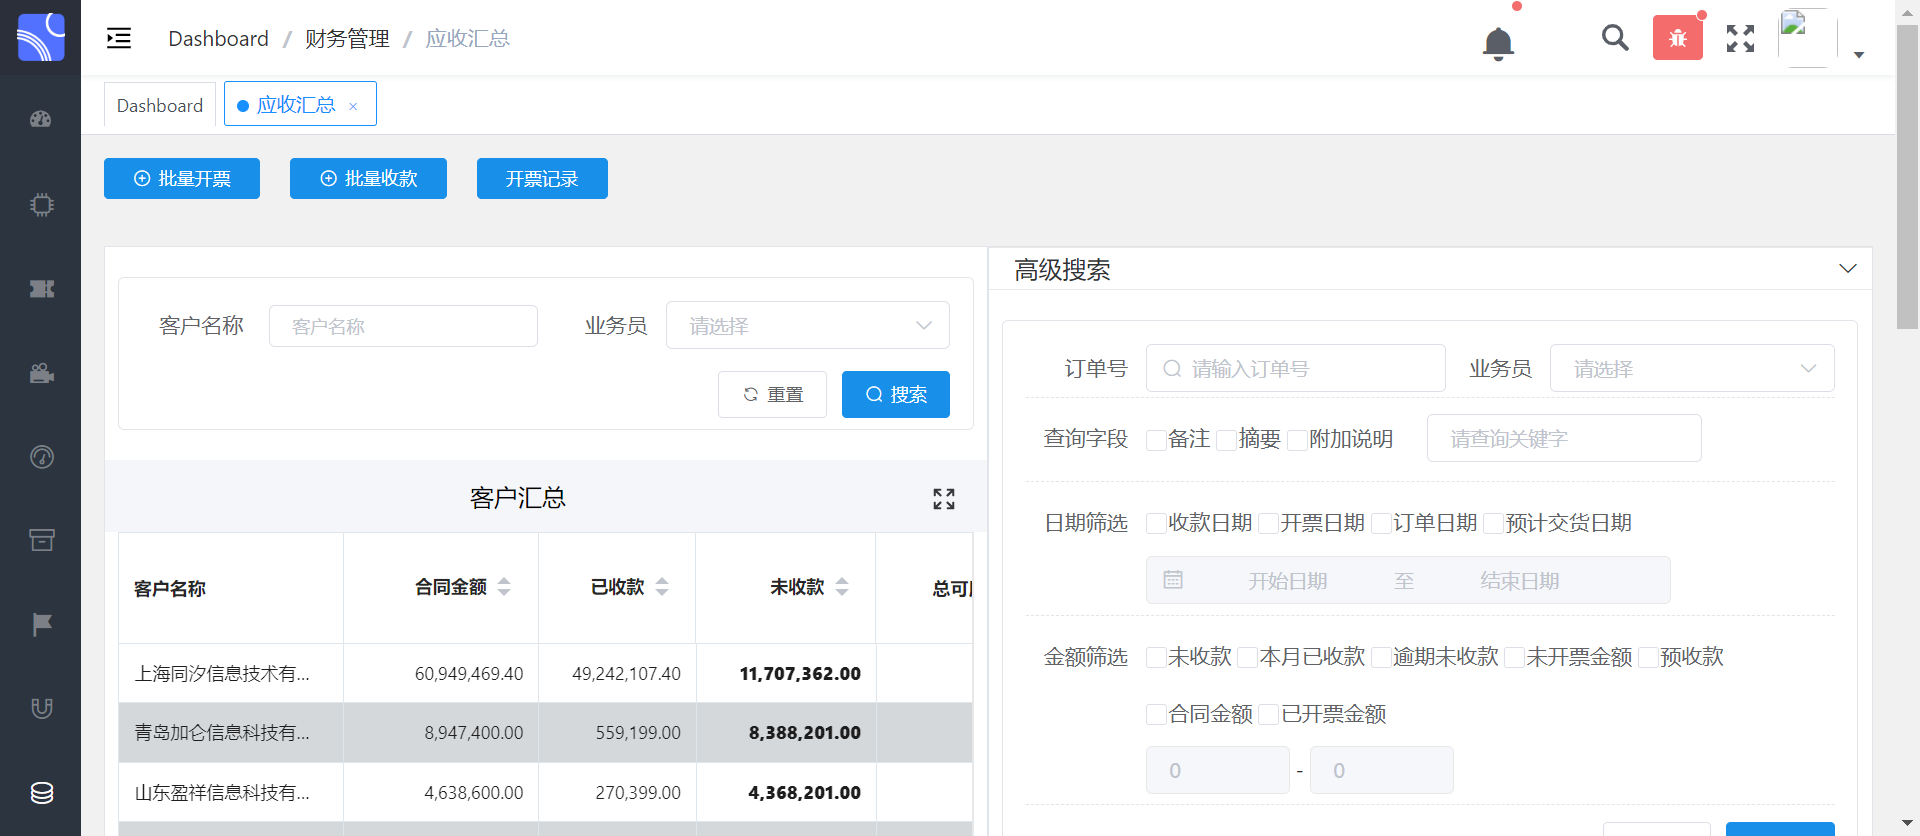 Dashboard / 财务管理 / 应收汇总
Dashboard
应收汇总 ×
批量开票
批量收款
开票记录
客户名称 客户名称 业务员 请选择
重置 搜索
客户汇总
客户名称 合同金额 已收款 未收款 总可
上海同汐信息技术有... 60,949,469.40 49,242,107.40 11,707,362.00
青岛加仑信息科技有... 8,947,400.00 559,199.00 8,388,201.00
山东盈祥信息科技有... 4,638,600.00 270,399.00 4,368,201.00
高级搜索
订单号 请输入订单号 业务员 请选择
查询字段 备注 摘要 附加说明 请查询关键字
日期筛选 收款日期 开票日期 订单日期 预计交货日期
开始日期 至 结束日期
金额筛选 未收款 本月已收款 逾期未收款 未开票金额 预收款
合同金额 已开票金额
0 - 0